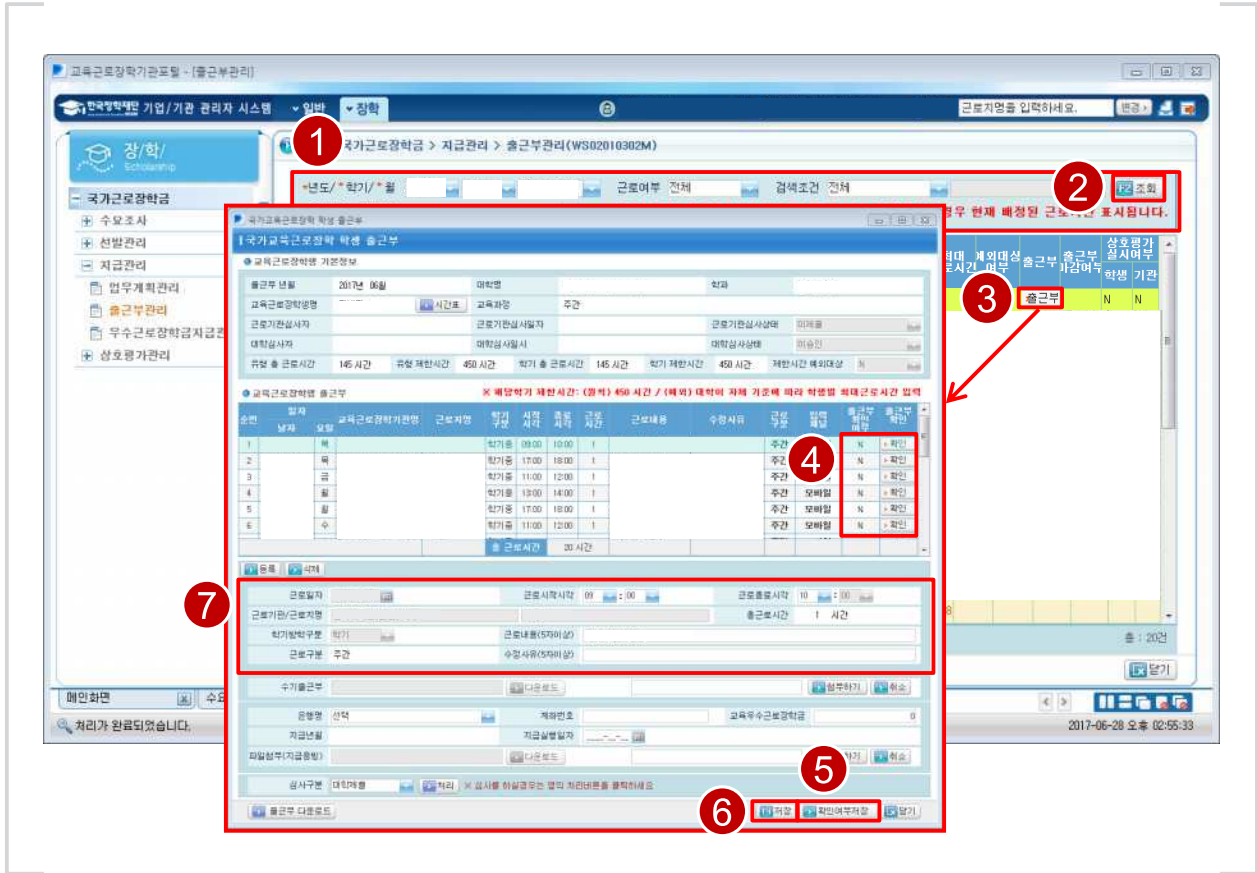 교육근로장학기관포탈 - [출근부관리]
한국장학재단 기업/기관 관리자 시스템 일반 장학 근로지명을 입력하세요. 변경
1
국가근로장학금 > 지급관리 > 출근부관리(WS02010302M)
장/학/
Scholarship
*년도/*학기/*월 근로여부 전체 검색조건 전체 2 조회
현재 배정된 표시됩니다.
국가근로장학금
수요조사
선발관리
지급관리
업무계획관리
출근부관리
상호평가관리
예외대상 여부 출근부 출근부 마감여부 상호평가 실시여부
학생 기관
3 출근부 N N
국가교육근로장학 학생 출근부
국가교육근로장학 학생 출근부
교육근로장학생 기본정보
출근부 년월 2017년 06월 대학명 학과
교육근로장학생명 시간표 교육과정 주간
근로기관심사자 근로기관심사일자 근로기관심사상태 미제출
대학심사자 대학심사일시 대학심사상태 미승인
유형 총 근로시간 145 시간 유형 제한시간 450 시간 학기 총 근로시간 145 시간 학기 제한시간 450 시간 제한시간 예외대상 N
교육근로장학생 출근부 ※ 해당학기 제한시간: (원칙) 450 시간 / (예외) 대학이 자체 기준에 따라 학생별 최대근로시간 입력
순번 일자 날짜 요일 교육근로장학기관명 근로지명 학기구분 시작시각 종료시각 근로시간 근로내용 수정사유 근로구분 입력채널 출근부확인여부 출근부확인
1 목 학기중 09:00 10:00 1 주간 N 확인
2 목 학기중 17:00 18:00 1 주간 N 확인
3 금 학기중 11:00 12:00 1 주간 N 확인
4 월 학기중 13:00 14:00 1 주간 모바일 N 확인
5 월 학기중 17:00 18:00 1 주간 모바일 N 확인
6 수 학기중 11:00 12:00 1 주간 모바일 N 확인
4
총 근로시간 20 시간
등록 삭제
7
근로일자 근로시작시각 09 : 00 근로종료시각 10 : 00
근로기관/근로지명 총근로시간 1 시간
학기방학구분 학기 근로내용(5자이상)
근로구분 주간 수정사유(5자이상)
수기출근부 다운로드 첨부하기 취소
은행명 선택 계좌번호 교육우수근로장학금 0
지급년월 지급실행일자
파일첨부(지급증빙) 다운로드 취소
5
심사구분 대학제출 처리 ※ 심사를 하실경우는 옆의 처리버튼을 클릭하세요
출근부 다운로드 6 저장 확인여부저장 닫기
총 : 20건
닫기
메인화면
처리가 완료되었습니다. 2017-06-28 오후 02:55:33